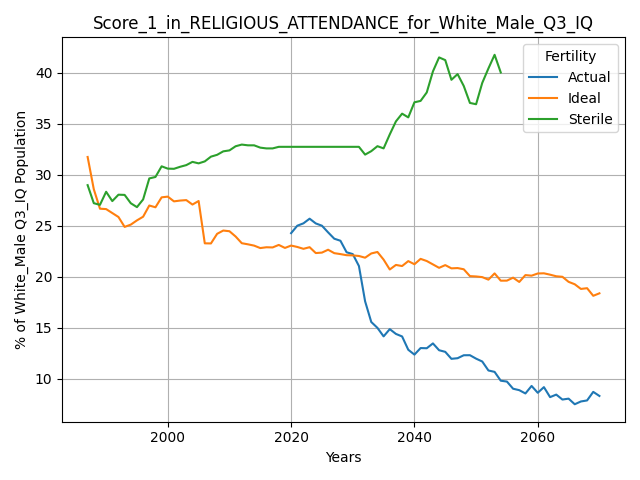 Score_1_in_RELIGIOUS_ATTENDANCE_for_White_Male_Q3_IQ
% of White_Male Q3_IQ Population
40
35
30
25
20
15
10
2000
2020
2040
2060
Years
Fertility
Actual
Ideal
Sterile